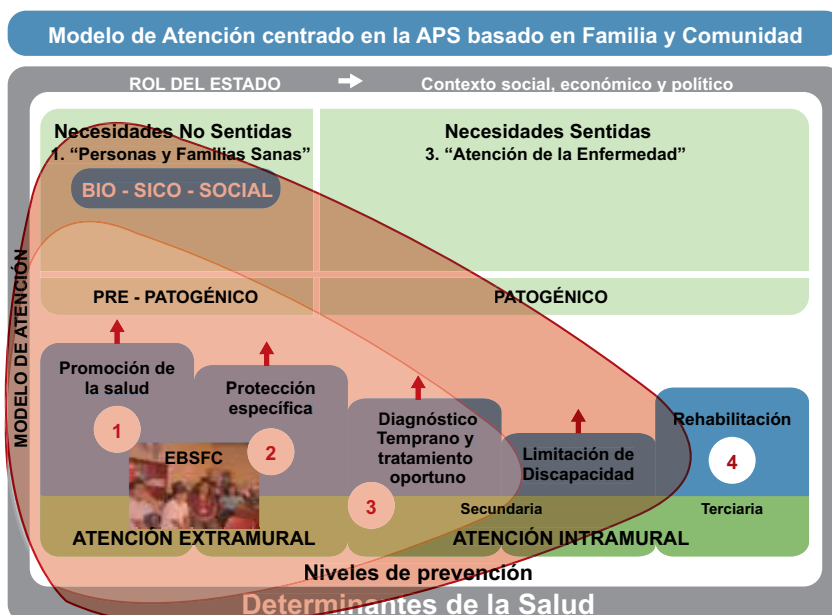 Modelo de Atención centrado en la APS basado en Familia y Comunidad
ROL DEL ESTADO
Contexto social, económico y político
Necesidades No Sentidas
1. “Personas y Familias Sanas”
BIO - SICO - SOCIAL
Necesidades Sentidas
3. “Atención de la Enfermedad”
MODELO DE ATENCIÓN
PRE - PATOGÉNICO
PATOGÉNICO
Promoción de
la salud
1
Protección
específica
2
EBSFC
Diagnóstico
Temprano y
tratamiento
oportuno
3
Limitación de
Discapacidad
Rehabilitación
4
Secundaria
Terciaria
ATENCIÓN EXTRAMURAL
ATENCIÓN INTRAMURAL
Niveles de prevención
Determinantes de la Salud